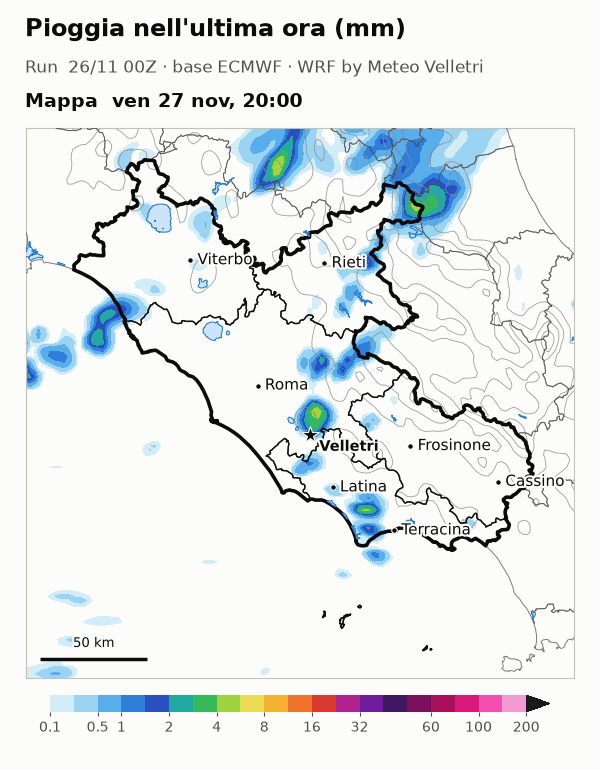 Pioggia nell'ultima ora (mm)
Run 26/11 00Z · base ECMWF · WRF by Meteo Velletri
Mappa ven 27 nov, 20:00
Viterbo
Rieti
Roma
Velletri
Frosinone
Latina
Cassino
Terracina
50 km
0.1 0.5 1 2 4 8 16 32 60 100 200